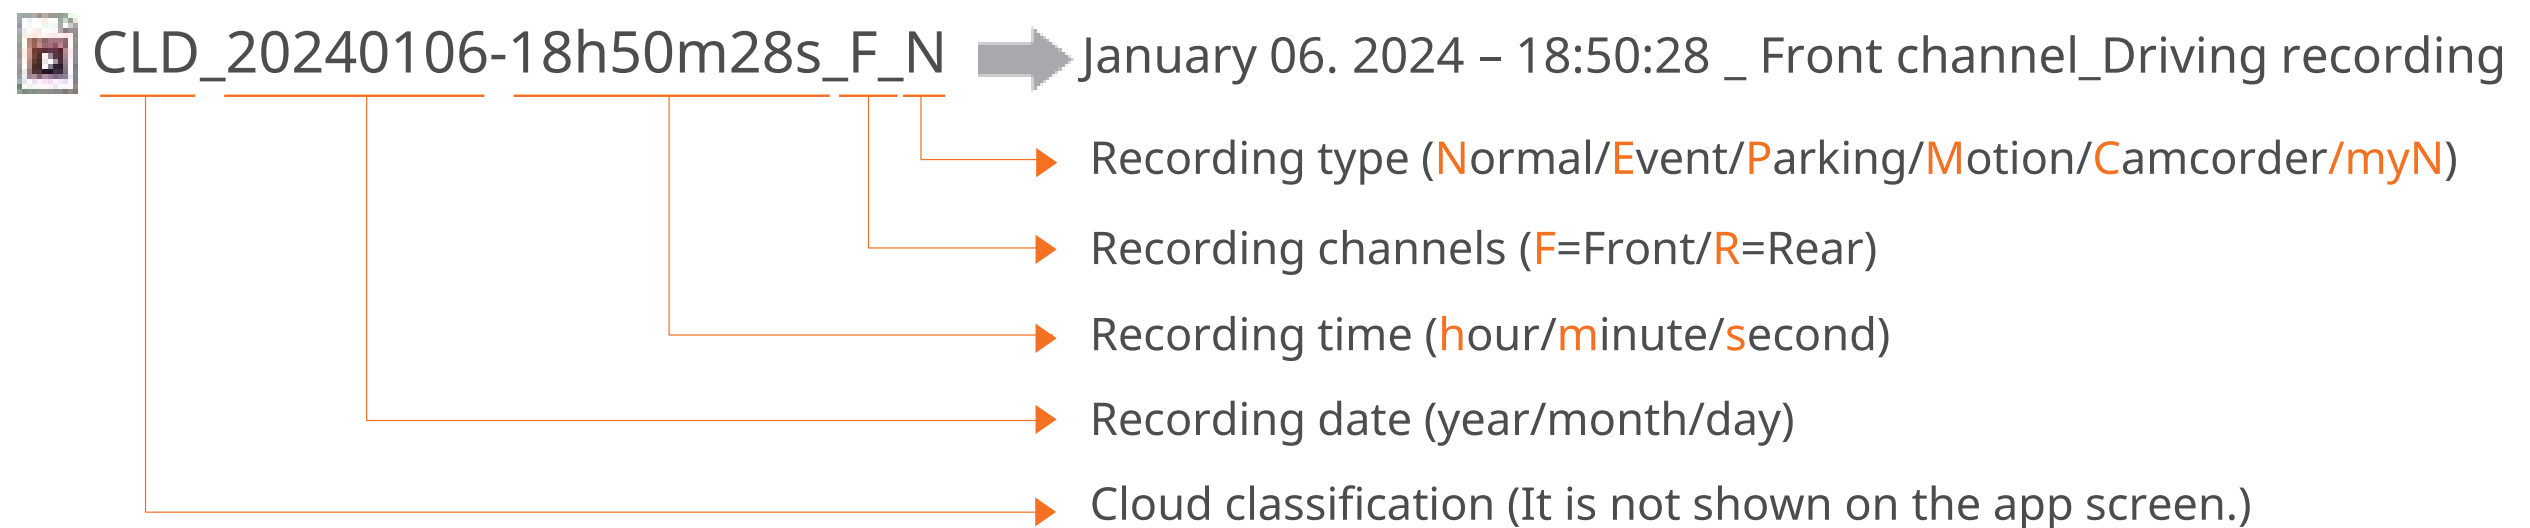 CLD_20240106-18h50m28s_F_N January 06. 2024 – 18:50:28 _ Front channel_Driving recording
Recording type (Normal/Event/Parking/Motion/Camcorder/myN)
Recording channels (F=Front/R=Rear)
Recording time (hour/minute/second)
Recording date (year/month/day)
Cloud classification (It is not shown on the app screen.)